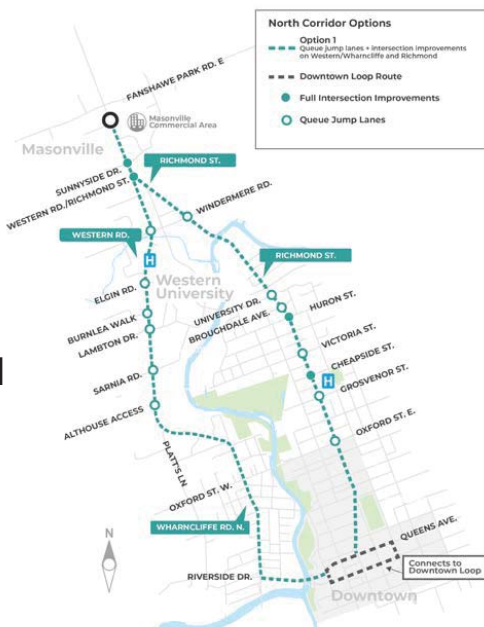 North Corridor Options
Option 1
Queue jump lanes + intersection improvements
on Western/Wharncliffe and Richmond
Downtown Loop Route
Full Intersection Improvements
Queue Jump Lanes
FANSHAWE PARK RD. E
Masonville
Commercial Area
Masonville
SUNNYSIDE DR.
RICHMOND ST.
WESTERN RD./RICHMOND ST.
WINDERMERE RD.
WESTERN RD.
H
RICHMOND ST.
Western
University
ELGIN RD.
UNIVERSITY DR.
HURON ST.
BROUGHDALE AVE.
BURNLEA WALK
LAMBTON DR.
VICTORIA ST.
CHEAPSIDE ST.
H
GROSVENOR ST.
SARNIA RD.
ALTHOUSE ACCESS
OXFORD ST. E.
PLATT'S LN
OXFORD ST. W.
WHARNCLIFFE RD. N.
QUEENS AVE.
N
Connects to
Downtown Loop
RIVERSIDE DR.
Downtown